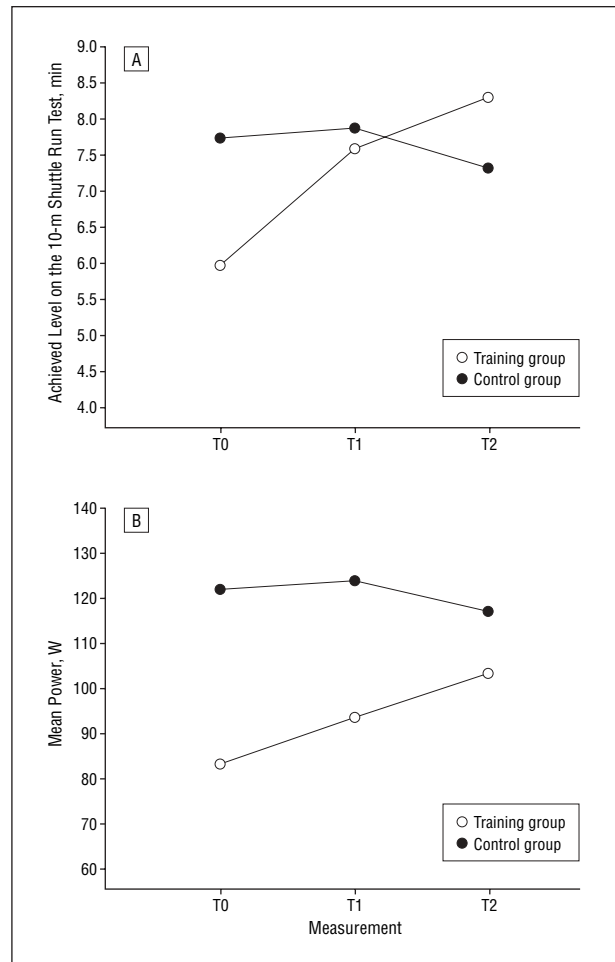 A
Achieved Level on the 10-m Shuttle Run Test, min
9.0
8.5
8.0
7.5
7.0
6.5
6.0
5.5
5.0
4.5
4.0
Training group
Control group
T0 T1 T2
B
Mean Power, W
140
130
120
110
100
90
80
70
60
Training group
Control group
T0 T1 T2
Measurement